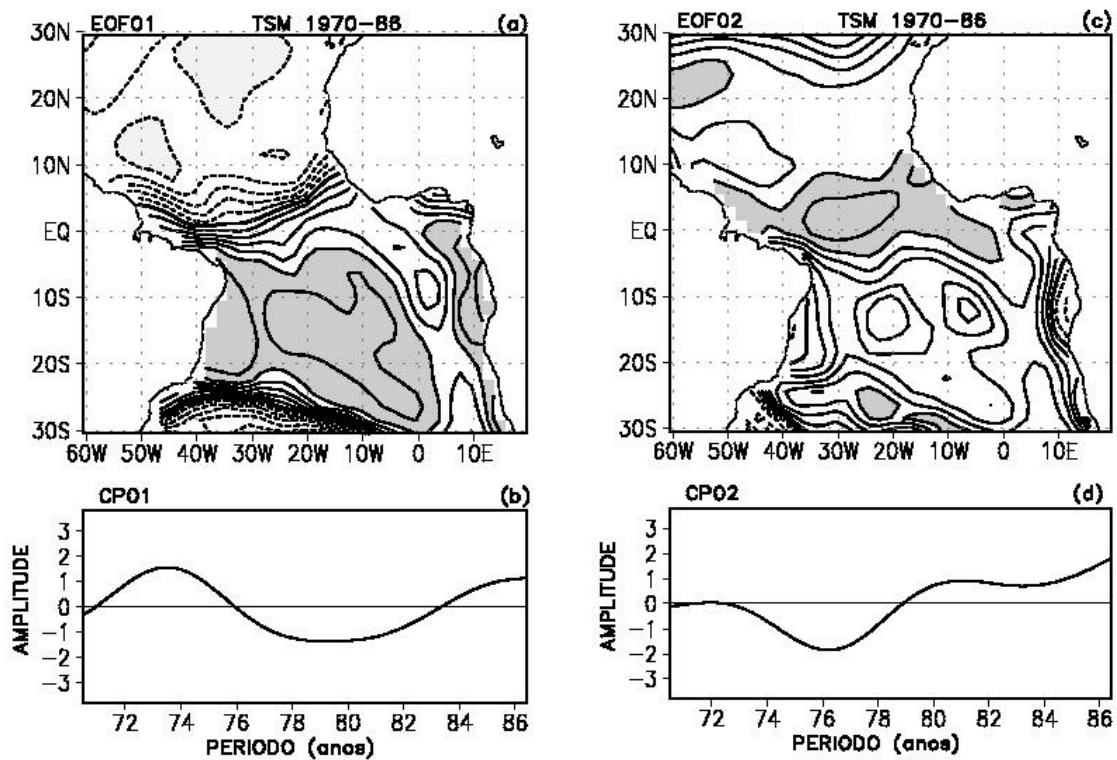 EOF01 TSM 1970-86 (a)
30N
20N
10N
EQ
10S
20S
30S
60W 50W 40W 30W 20W 10W 0 10E
EOF02 TSM 1970-86 (c)
30N
20N
10N
EQ
10S
20S
30S
60W 50W 40W 30W 20W 10W 0 10E
CP01 (b)
AMPLITUDE
3
2
1
0
-1
-2
-3
72 74 76 78 80 82 84 86
PERIODO (anos)
CP02 (d)
AMPLITUDE
3
2
1
0
-1
-2
-3
72 74 76 78 80 82 84 86
PERIODO (anos)